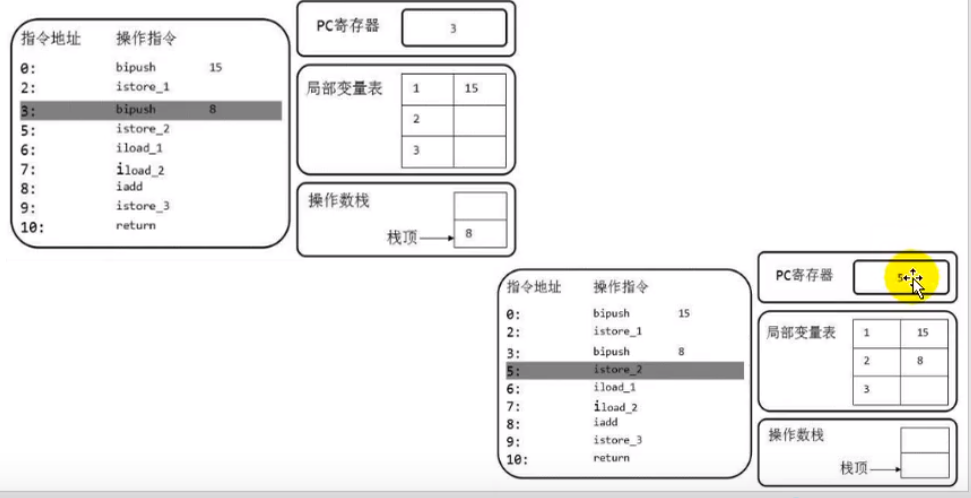 指令地址 操作指令
0: bipush 15
2: istore_1
3: bipush 8
5: istore_2
6: iload_1
7: iload_2
8: iadd
9: istore_3
10: return
PC寄存器 3
局部变量表 1 15
2
3
操作数栈
栈顶 8
指令地址 操作指令
0: bipush 15
2: istore_1
3: bipush 8
5: istore_2
6: iload_1
7: iload_2
8: iadd
9: istore_3
10: return
PC寄存器 5
局部变量表 1 15
2 8
3
操作数栈
栈顶